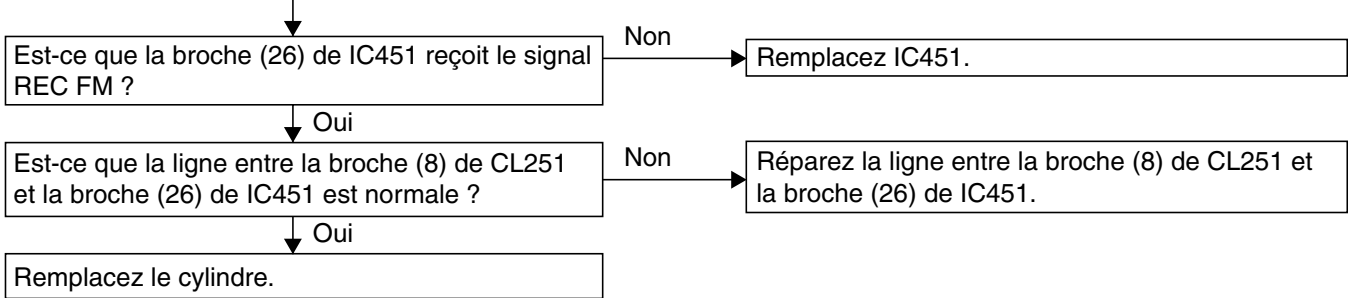 Est-ce que la broche (26) de IC451 reçoit le signal
REC FM ?
Non
Remplacez IC451.
Oui
Est-ce que la ligne entre la broche (8) de CL251
et la broche (26) de IC451 est normale ?
Non
Réparez la ligne entre la broche (8) de CL251 et
la broche (26) de IC451.
Oui
Remplacez le cylindre.